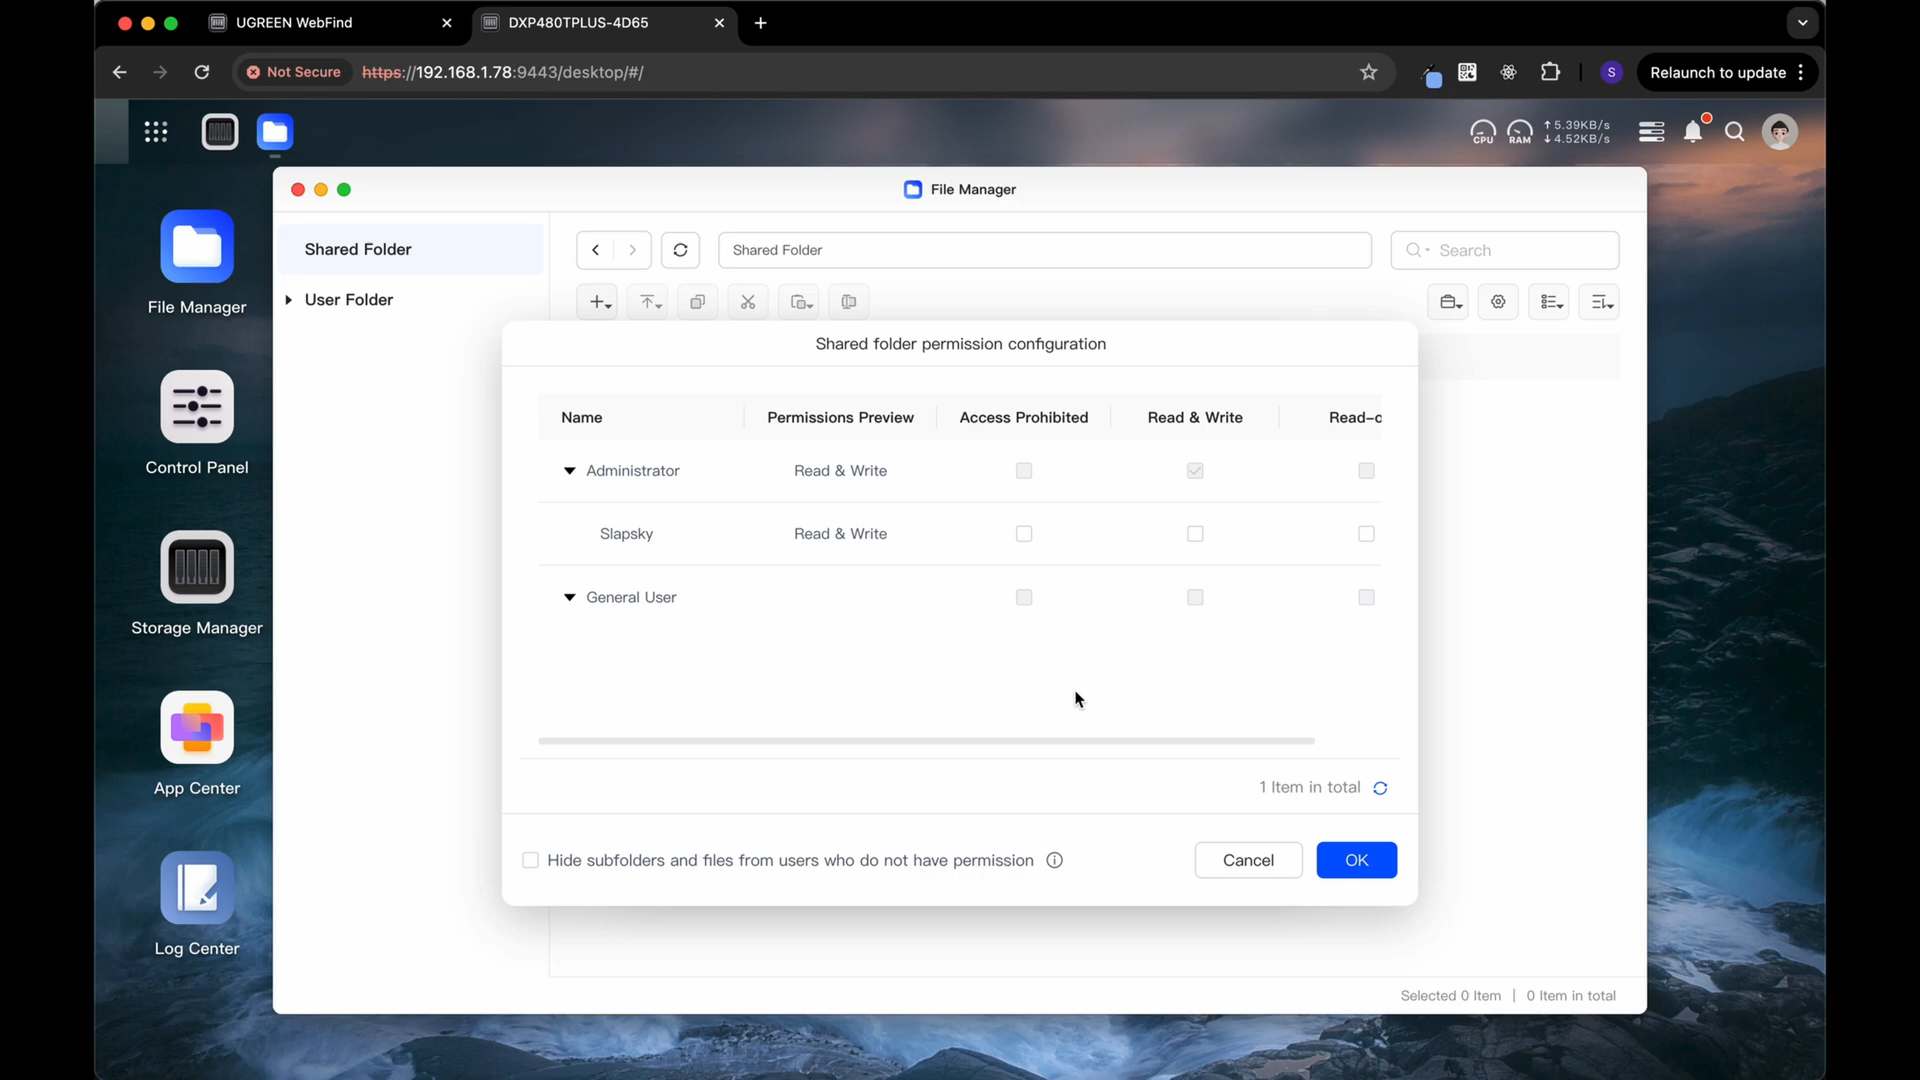 UGREEN WebFind
DXP480TPLUS-4D65
Not Secure
https://192.168.1.78:9443/desktop/#/
S
Relaunch to update
CPU
RAM
↑5.39KB/s
↓4.52KB/s
File Manager
Control Panel
Storage Manager
App Center
Log Center
File Manager
Shared Folder
User Folder
Shared Folder
Search
Shared folder permission configuration
Name Permissions Preview Access Prohibited Read & Write Read-o
Administrator Read & Write
Slapsky Read & Write
General User
1 Item in total
Hide subfolders and files from users who do not have permission
Cancel
OK
Selected 0 Item | 0 Item in total